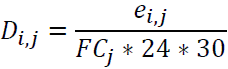 D_{i,j} = \frac{e_{i,j}}{FC_j * 24 * 30}